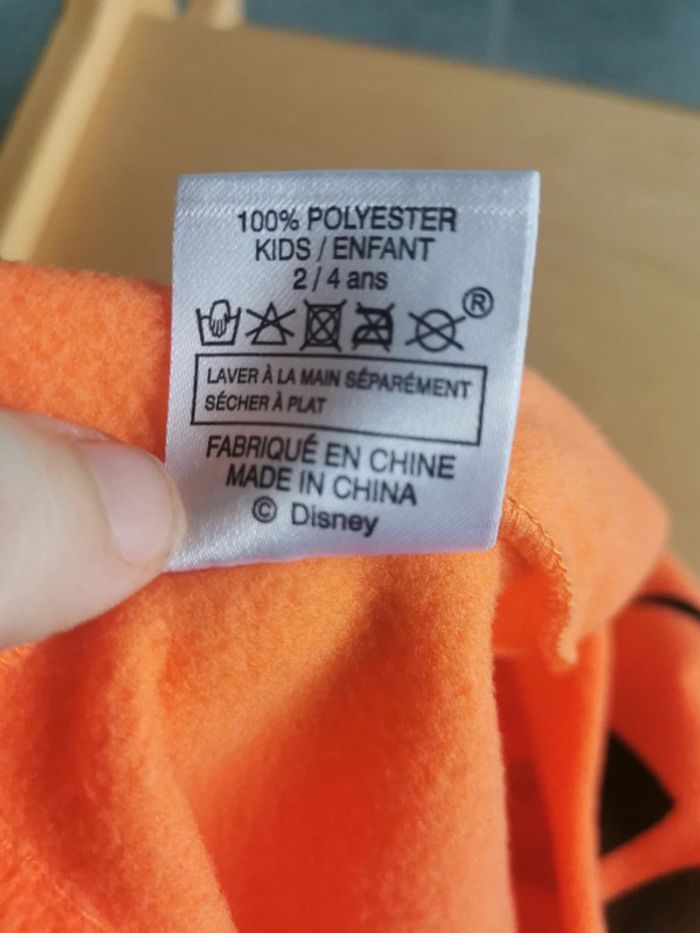 100% POLYESTER
KIDS / ENFANT
2 / 4 ans
®
LAVER À LA MAIN SÉPARÉMENT
SÉCHER À PLAT
FABRIQUÉ EN CHINE
MADE IN CHINA
© Disney